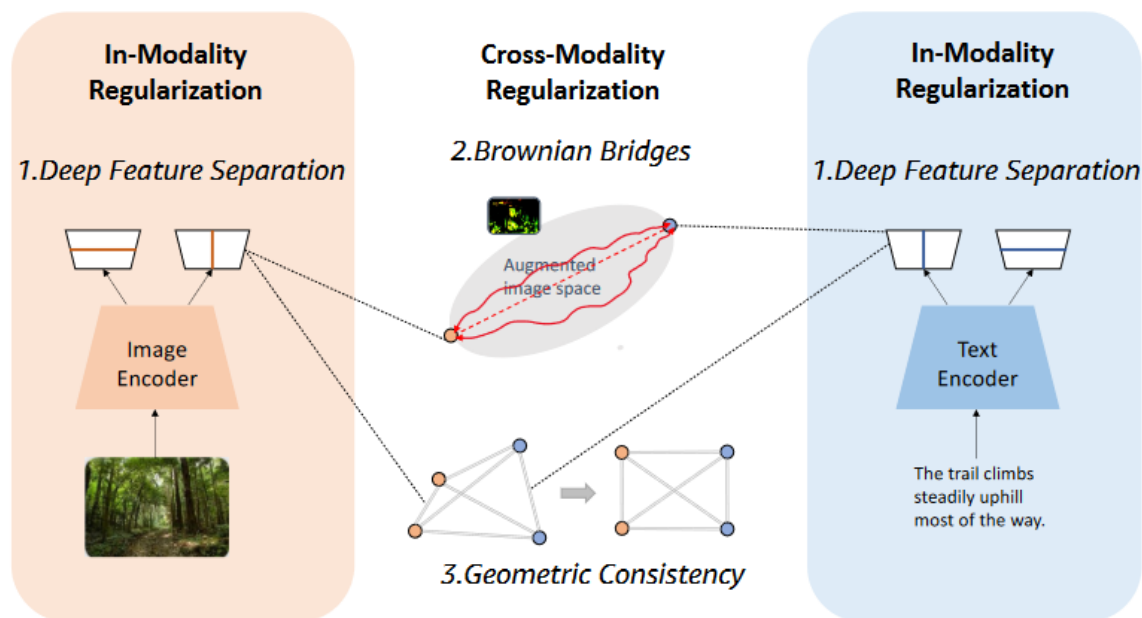 In-Modality
Regularization
1.Deep Feature Separation
Image
Encoder
Cross-Modality
Regularization
2.Brownian Bridges
Augmented
image space
3.Geometric Consistency
In-Modality
Regularization
1.Deep Feature Separation
Text
Encoder
The trail climbs
steadily uphill
most of the way.